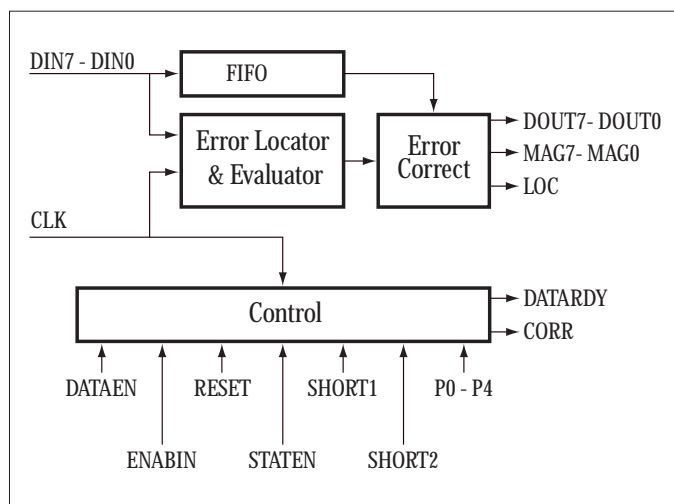 DIN7 - DIN0
FIFO
Error Locator
& Evaluator
Error
Correct
DOUT7- DOUT0
MAG7- MAG0
LOC
CLK
Control
DATARDY
CORR
DATAEN
RESET
SHORT1
P0 - P4
ENABIN
STATEN
SHORT2